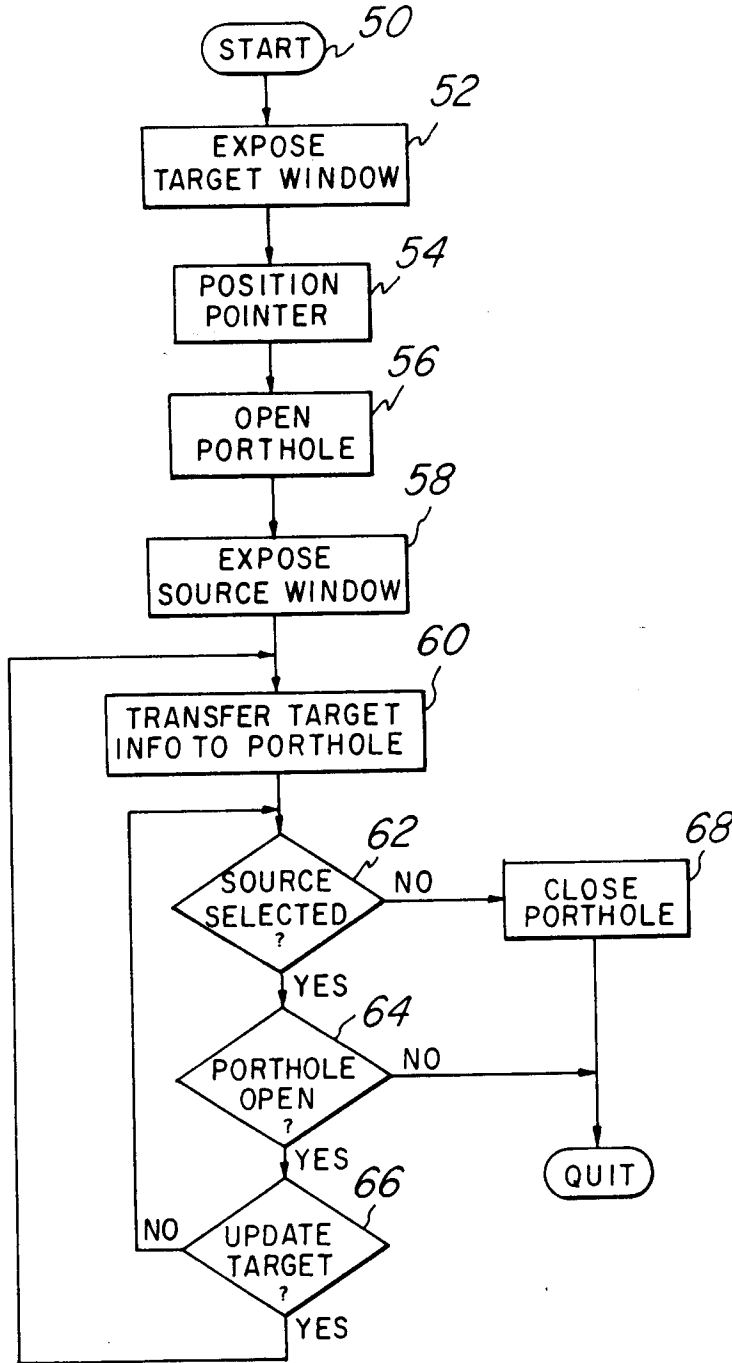 START
50
52
EXPOSE
TARGET WINDOW
54
POSITION
POINTER
56
OPEN
PORTHOLE
58
EXPOSE
SOURCE WINDOW
60
TRANSFER TARGET
INFO TO PORTHOLE
62
SOURCE
SELECTED
?
NO
68
CLOSE
PORTHOLE
YES
64
PORTHOLE
OPEN
?
NO
YES
QUIT
66
NO
UPDATE
TARGET
?
YES